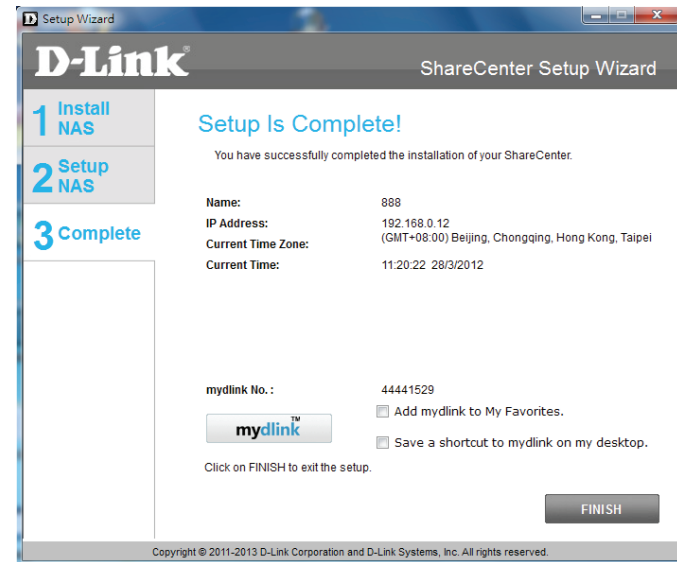 Setup Wizard
D-Link®
ShareCenter Setup Wizard
1 Install NAS
2 Setup NAS
3 Complete
Setup Is Complete!
You have successfully completed the installation of your ShareCenter.
Name: 888
IP Address: 192.168.0.12
Current Time Zone: (GMT+08:00) Beijing, Chongqing, Hong Kong, Taipei
Current Time: 11:20:22 28/3/2012
mydlink No. : 44441529
mydlink™
Add mydlink to My Favorites.
Save a shortcut to mydlink on my desktop.
Click on FINISH to exit the setup.
FINISH
Copyright © 2011-2013 D-Link Corporation and D-Link Systems, Inc. All rights reserved.